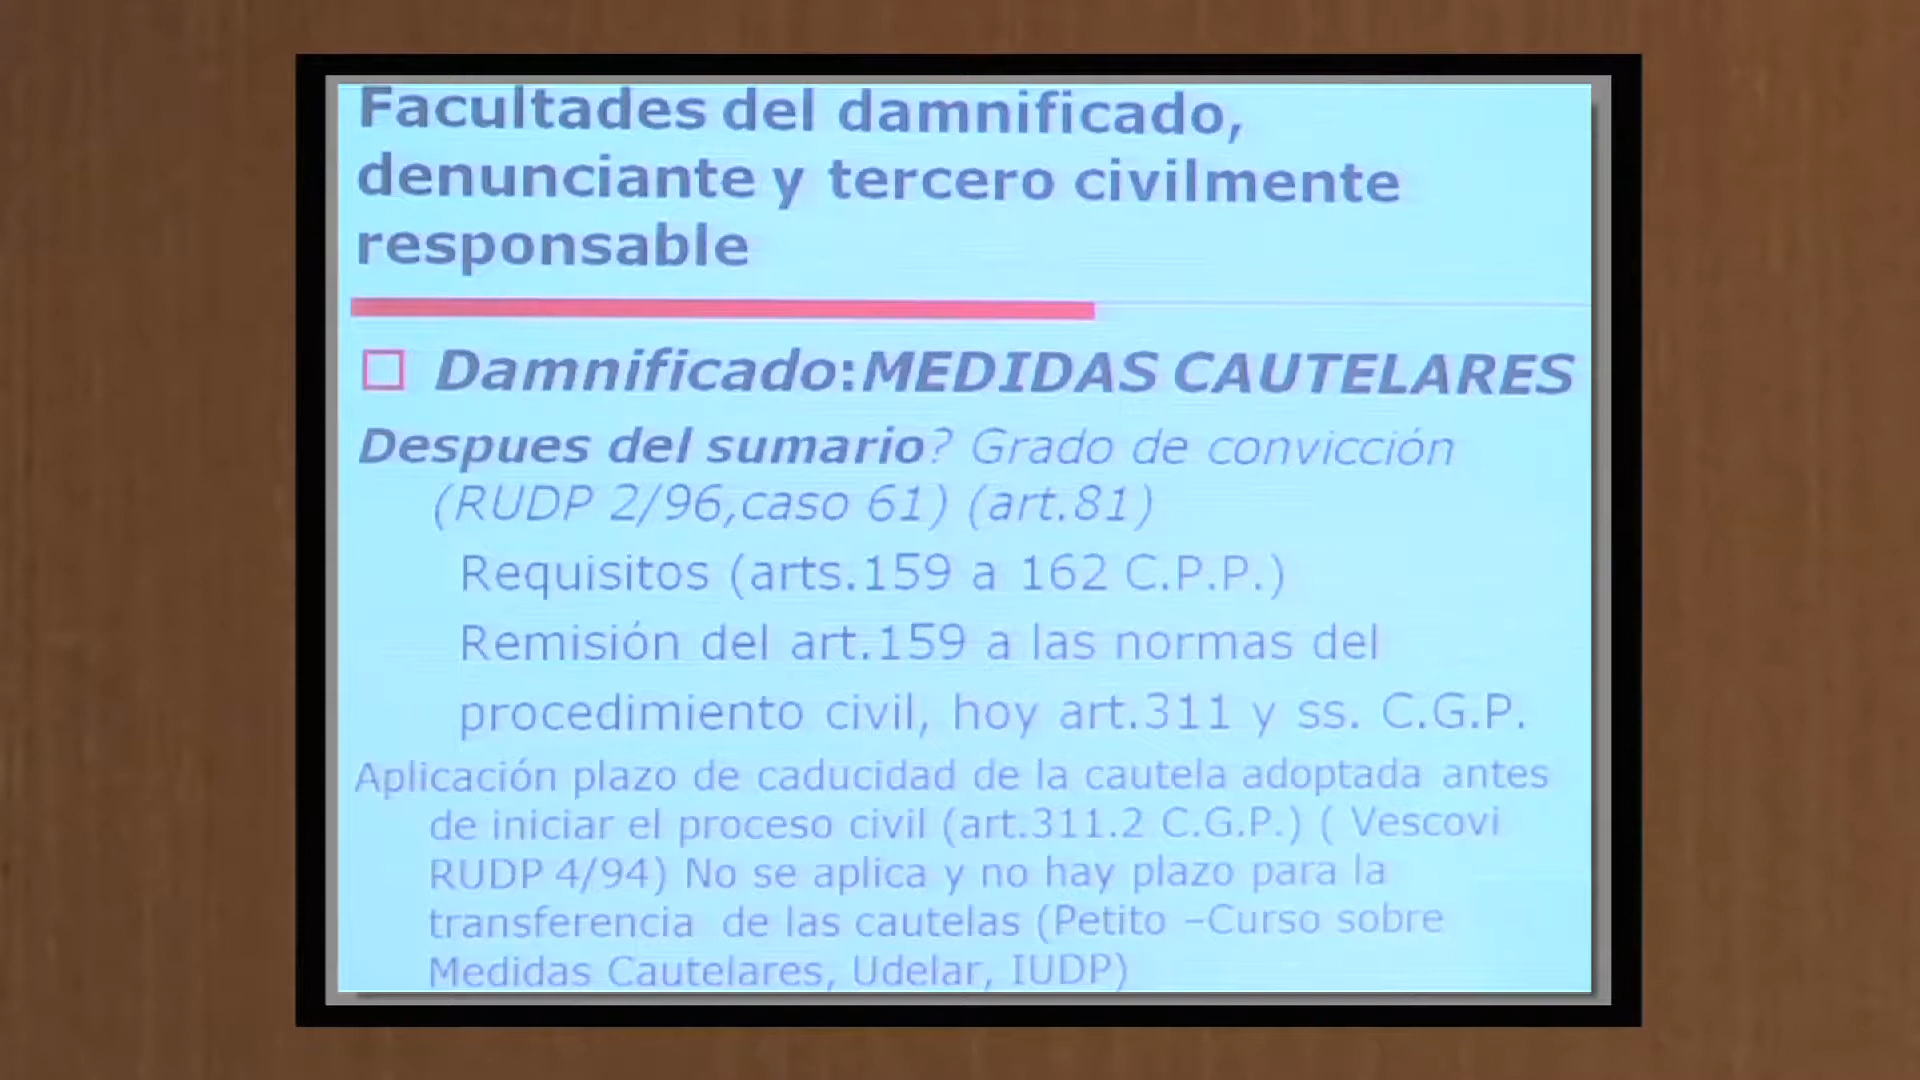 Facultades del damnificado,
denunciante y tercero civilmente
responsable
Damnificado:MEDIDAS CAUTELARES
Despues del sumario? Grado de convicción
(RUDP 2/96,caso 61) (art.81)
Requisitos (arts.159 a 162 C.P.P.)
Remisión del art.159 a las normas del
procedimiento civil, hoy art.311 y ss. C.G.P.
Aplicación plazo de caducidad de la cautela adoptada antes
de iniciar el proceso civil (art.311.2 C.G.P.) ( Vescovi
RUDP 4/94) No se aplica y no hay plazo para la
transferencia de las cautelas (Petito –Curso sobre
Medidas Cautelares, Udelar, IUDP)